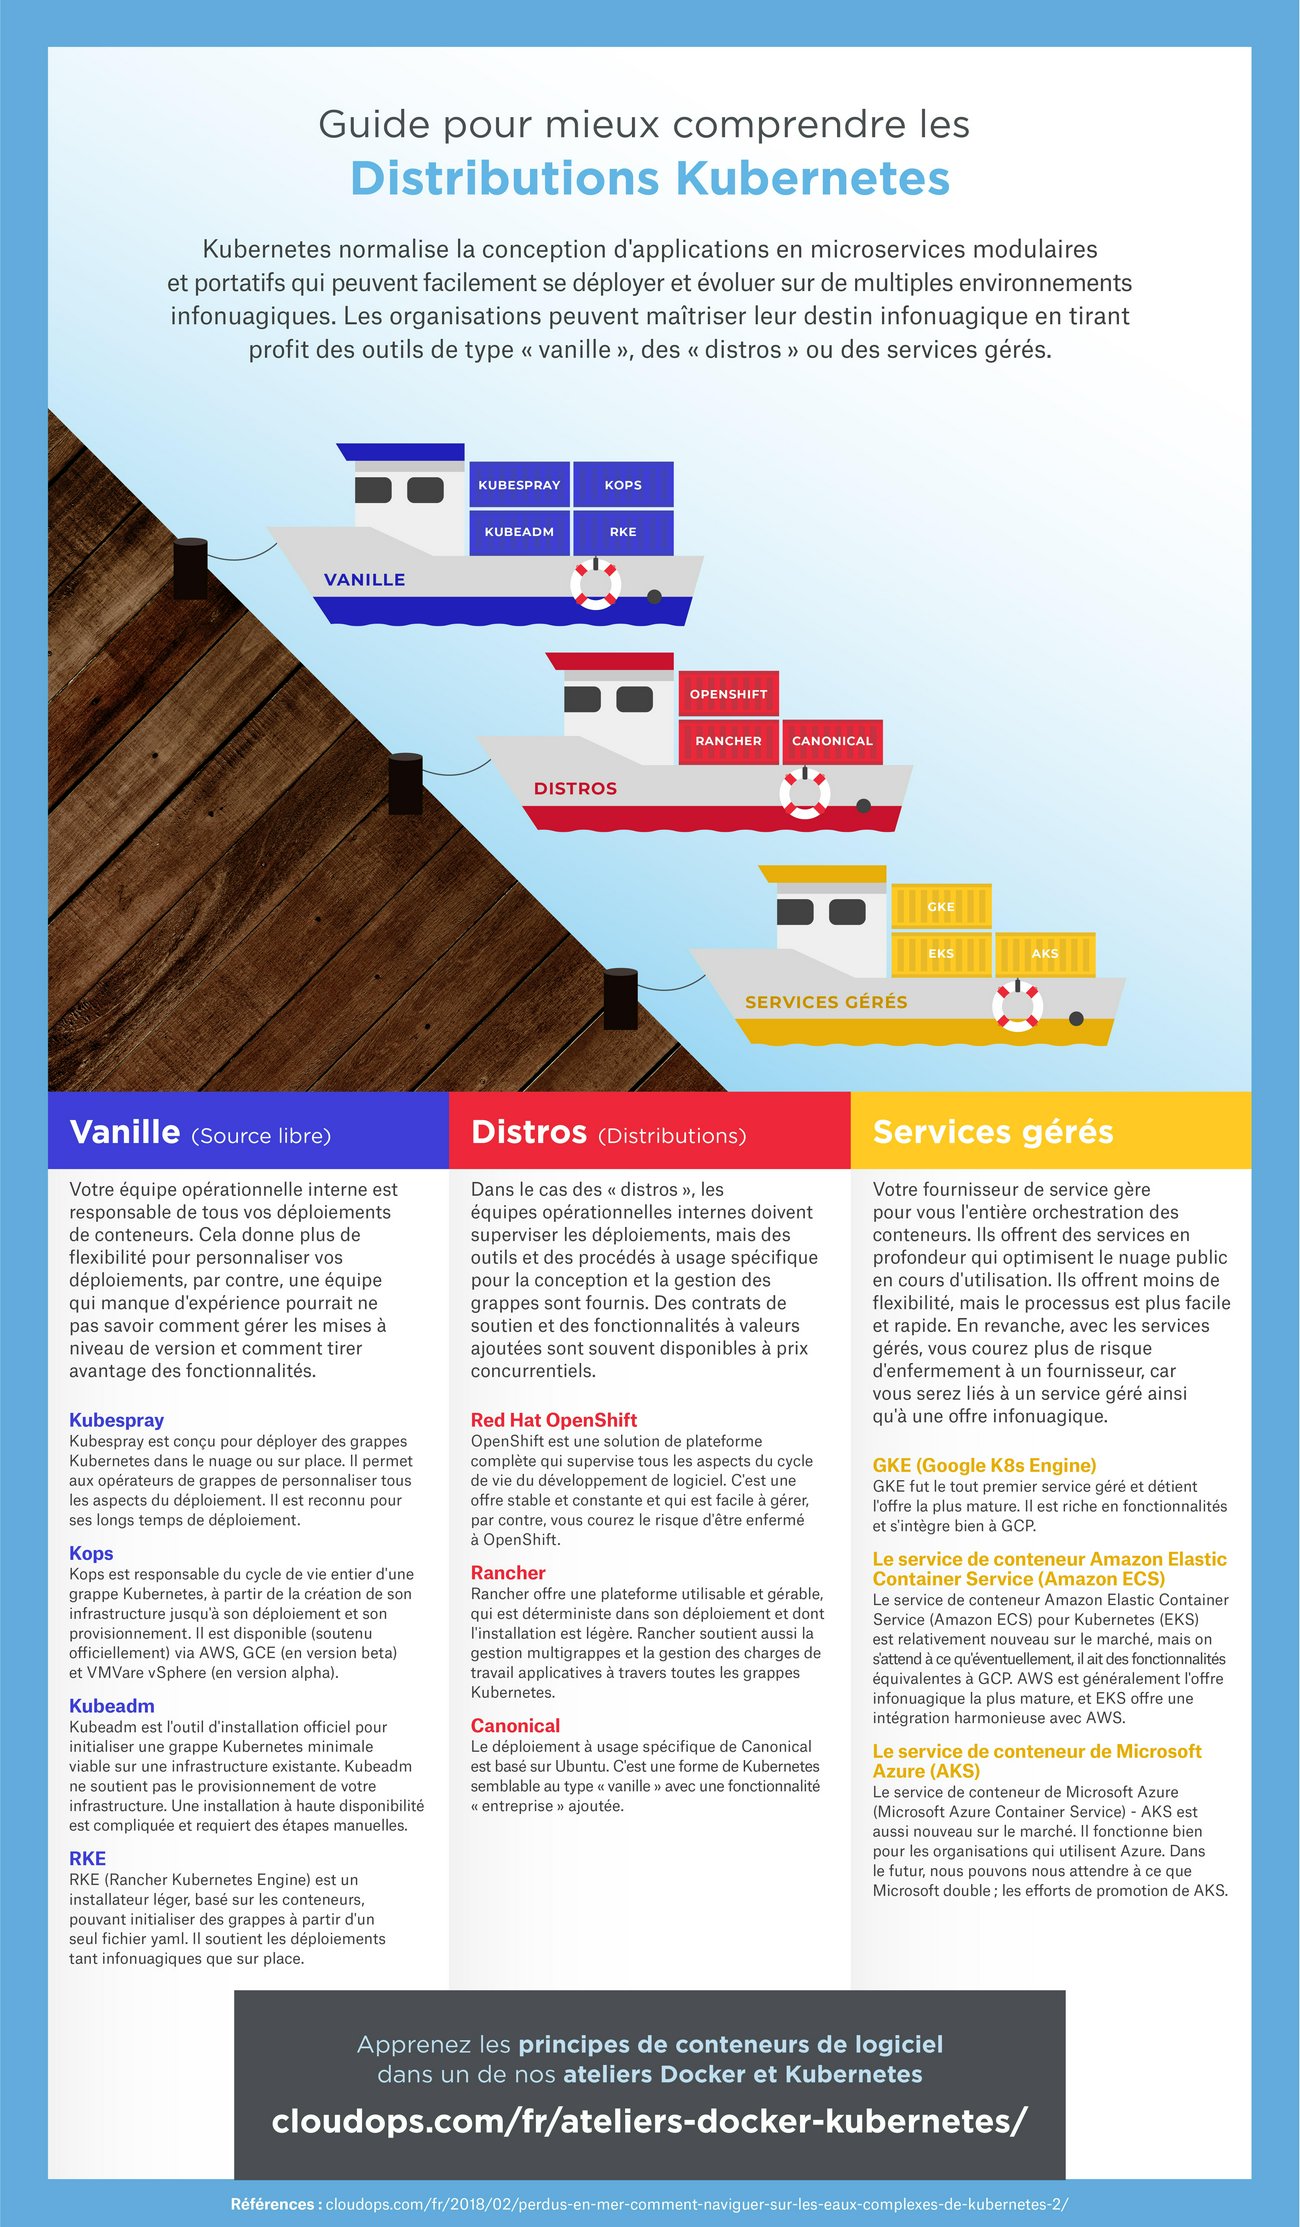 Guide pour mieux comprendre les
Distributions Kubernetes
Kubernetes normalise la conception d'applications en microservices modulaires
et portatifs qui peuvent facilement se déployer et évoluer sur de multiples environnements
infonuagiques. Les organisations peuvent maîtriser leur destin infonuagique en tirant
profit des outils de type « vanille », des « distros » ou des services gérés.
KUBESPRAY
KOPS
KUBEADM
RKE
VANILLE
OPENSHIFT
RANCHER
CANONICAL
DISTROS
GKE
EKS
AKS
SERVICES GÉRÉS
Vanille (Source libre)
Votre équipe opérationnelle interne est
responsable de tous vos déploiements
de conteneurs. Cela donne plus de
flexibilité pour personnaliser vos
déploiements, par contre, une équipe
qui manque d'expérience pourrait ne
pas savoir comment gérer les mises à
niveau de version et comment tirer
avantage des fonctionnalités.
Kubespray
Kubespray est conçu pour déployer des grappes
Kubernetes dans le nuage ou sur place. Il permet
aux opérateurs de grappes de personnaliser tous
les aspects du déploiement. Il est reconnu pour
ses longs temps de déploiement.
Kops
Kops est responsable du cycle de vie entier d'une
grappe Kubernetes, à partir de la création de son
infrastructure jusqu'à son déploiement et son
provisionnement. Il est disponible (soutenu
officiellement) via AWS, GCE (en version beta)
et VMVare vSphere (en version alpha).
Kubeadm
Kubeadm est l'outil d'installation officiel pour
initialiser une grappe Kubernetes minimale
viable sur une infrastructure existante. Kubeadm
ne soutient pas le provisionnement de votre
infrastructure. Une installation à haute disponibilité
est compliquée et requiert des étapes manuelles.
RKE
RKE (Rancher Kubernetes Engine) est un
installateur léger, basé sur les conteneurs,
pouvant initialiser des grappes à partir d'un
seul fichier yaml. Il soutient les déploiements
tant infonuagiques que sur place.
Distros (Distributions)
Dans le cas des « distros », les
équipes opérationnelles internes doivent
superviser les déploiements, mais des
outils et des procédés à usage spécifique
pour la conception et la gestion des
grappes sont fournis. Des contrats de
soutien et des fonctionnalités à valeurs
ajoutées sont souvent disponibles à prix
concurrentiels.
Red Hat OpenShift
OpenShift est une solution de plateforme
complète qui supervise tous les aspects du cycle
de vie du développement de logiciel. C'est une
offre stable et constante et qui est facile à gérer,
par contre, vous courez le risque d'être enfermé
à OpenShift.
Rancher
Rancher offre une plateforme utilisable et gérable,
qui est déterministe dans son déploiement et dont
l'installation est légère. Rancher soutient aussi la
gestion multigrappes et la gestion des charges de
travail applicatives à travers toutes les grappes
Kubernetes.
Canonical
Le déploiement à usage spécifique de Canonical
est basé sur Ubuntu. C'est une forme de Kubernetes
semblable au type « vanille » avec une fonctionnalité
« entreprise » ajoutée.
Services gérés
Votre fournisseur de service gère
pour vous l'entière orchestration des
conteneurs. Ils offrent des services en
profondeur qui optimisent le nuage public
en cours d'utilisation. Ils offrent moins de
flexibilité, mais le processus est plus facile
et rapide. En revanche, avec les services
gérés, vous courez plus de risque
d'enfermement à un fournisseur, car
vous serez liés à un service géré ainsi
qu'à une offre infonuagique.
GKE (Google K8s Engine)
GKE fut le tout premier service géré et détient
l'offre la plus mature. Il est riche en fonctionnalités
et s'intègre bien à GCP.
Le service de conteneur Amazon Elastic
Container Service (Amazon ECS)
Le service de conteneur Amazon Elastic Container
Service (Amazon ECS) pour Kubernetes (EKS)
est relativement nouveau sur le marché, mais on
s'attend à ce qu'éventuellement, il ait des fonctionnalités
équivalentes à GCP. AWS est généralement l'offre
infonuagique la plus mature, et EKS offre une
intégration harmonieuse avec AWS.
Le service de conteneur de Microsoft
Azure (AKS)
Le service de conteneur de Microsoft Azure
(Microsoft Azure Container Service) - AKS est
aussi nouveau sur le marché. Il fonctionne bien
pour les organisations qui utilisent Azure. Dans
le futur, nous pouvons nous attendre à ce que
Microsoft double ; les efforts de promotion de AKS.
Apprenez les principes de conteneurs de logiciel
dans un de nos ateliers Docker et Kubernetes
cloudops.com/fr/ateliers-docker-kubernetes/
Références : cloudops.com/fr/2018/02/perdus-en-mer-comment-naviguer-sur-les-eaux-complexes-de-kubernetes-2/